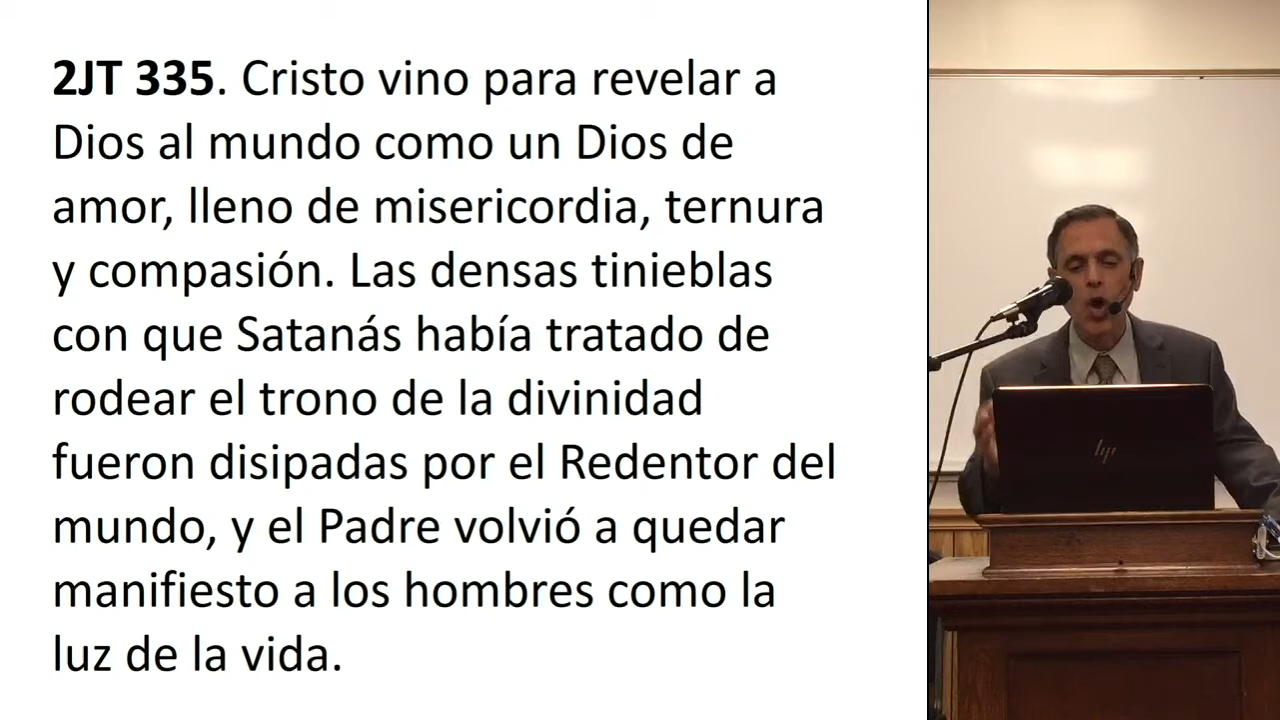 2JT 335. Cristo vino para revelar a
Dios al mundo como un Dios de
amor, lleno de misericordia, ternura
y compasión. Las densas tinieblas
con que Satanás había tratado de
rodear el trono de la divinidad
fueron disipadas por el Redentor del
mundo, y el Padre volvió a quedar
manifiesto a los hombres como la
luz de la vida.
hp